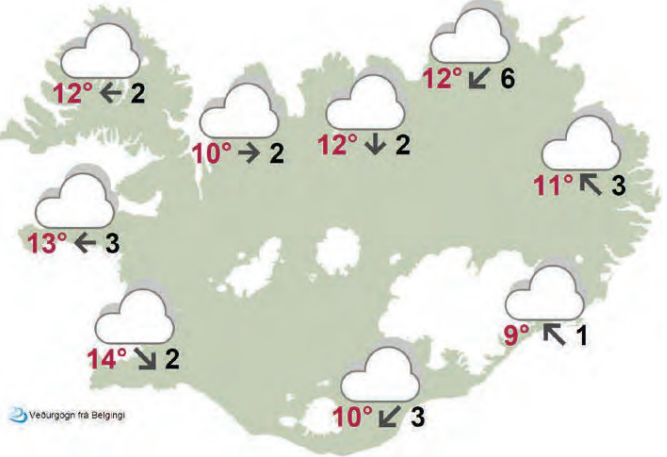 12° ← 2
12° ↙ 6
10° → 2
12° ↓ 2
11° ↖ 3
13° ← 3
9° ↖ 1
14° ↘ 2
10° ↙ 3
Veðurgögn frá Belgingi